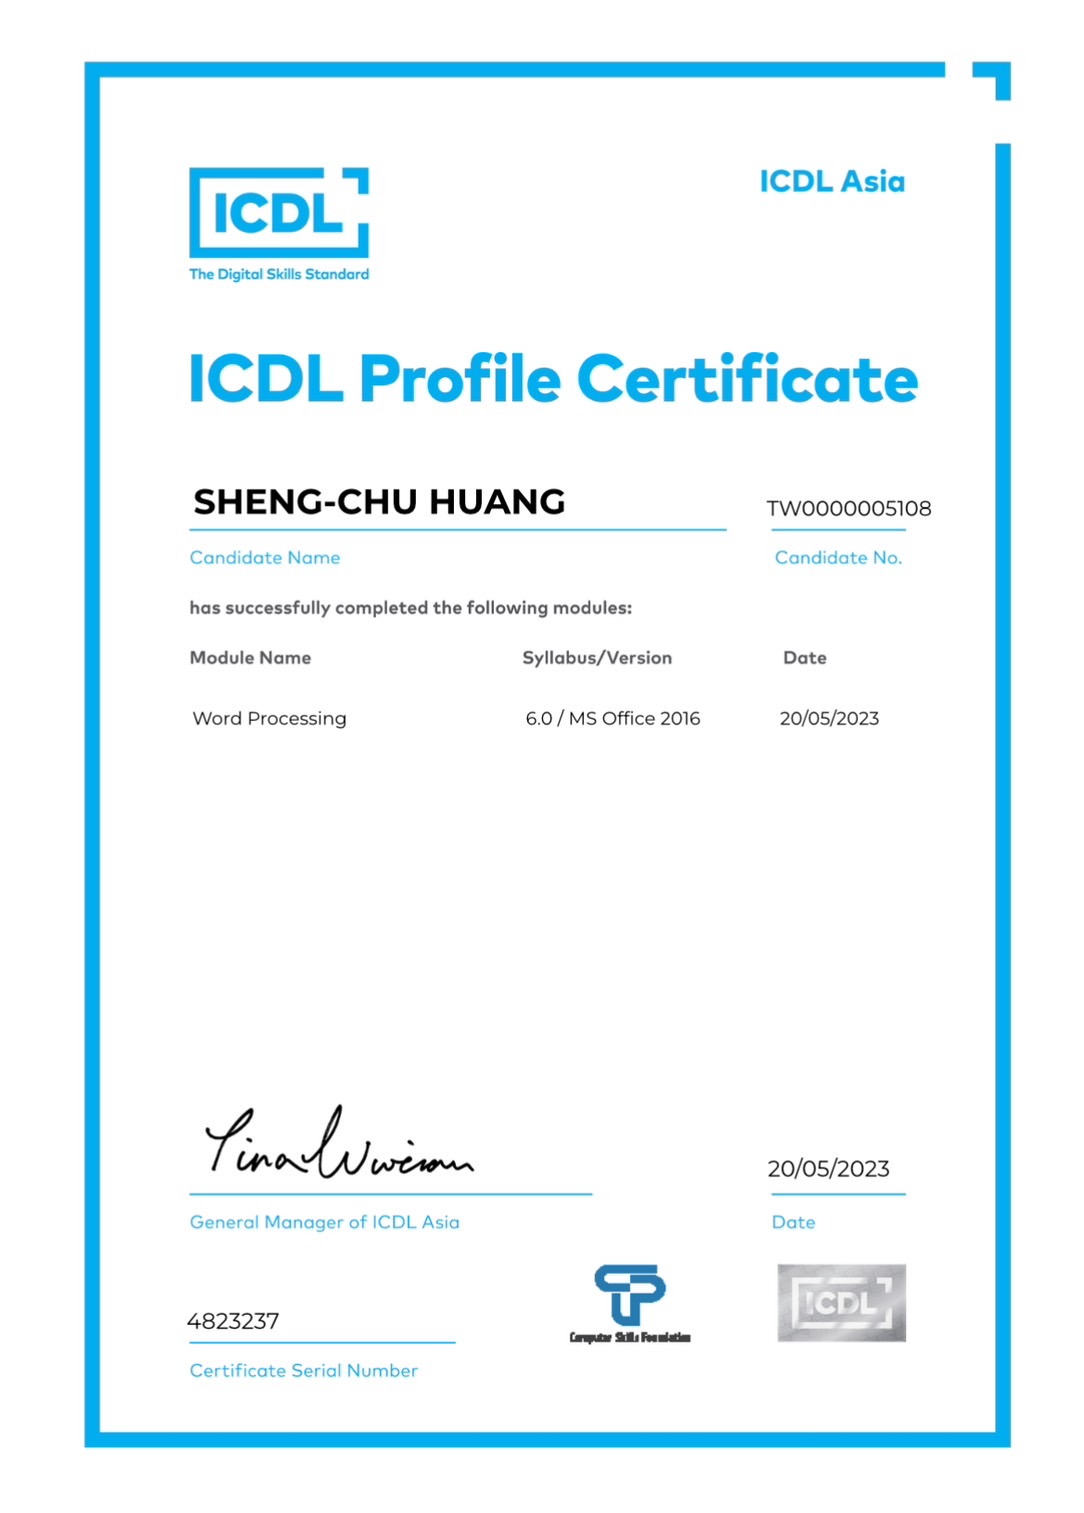 ICDL
The Digital Skills Standard
ICDL Asia
ICDL Profile Certificate
SHENG-CHU HUANG
TW0000005108
Candidate Name
Candidate No.
has successfully completed the following modules:
Module Name Syllabus/Version Date
Word Processing 6.0 / MS Office 2016 20/05/2023
20/05/2023
General Manager of ICDL Asia
Date
4823237
Computer Skills Foundation
ICDL
Certificate Serial Number